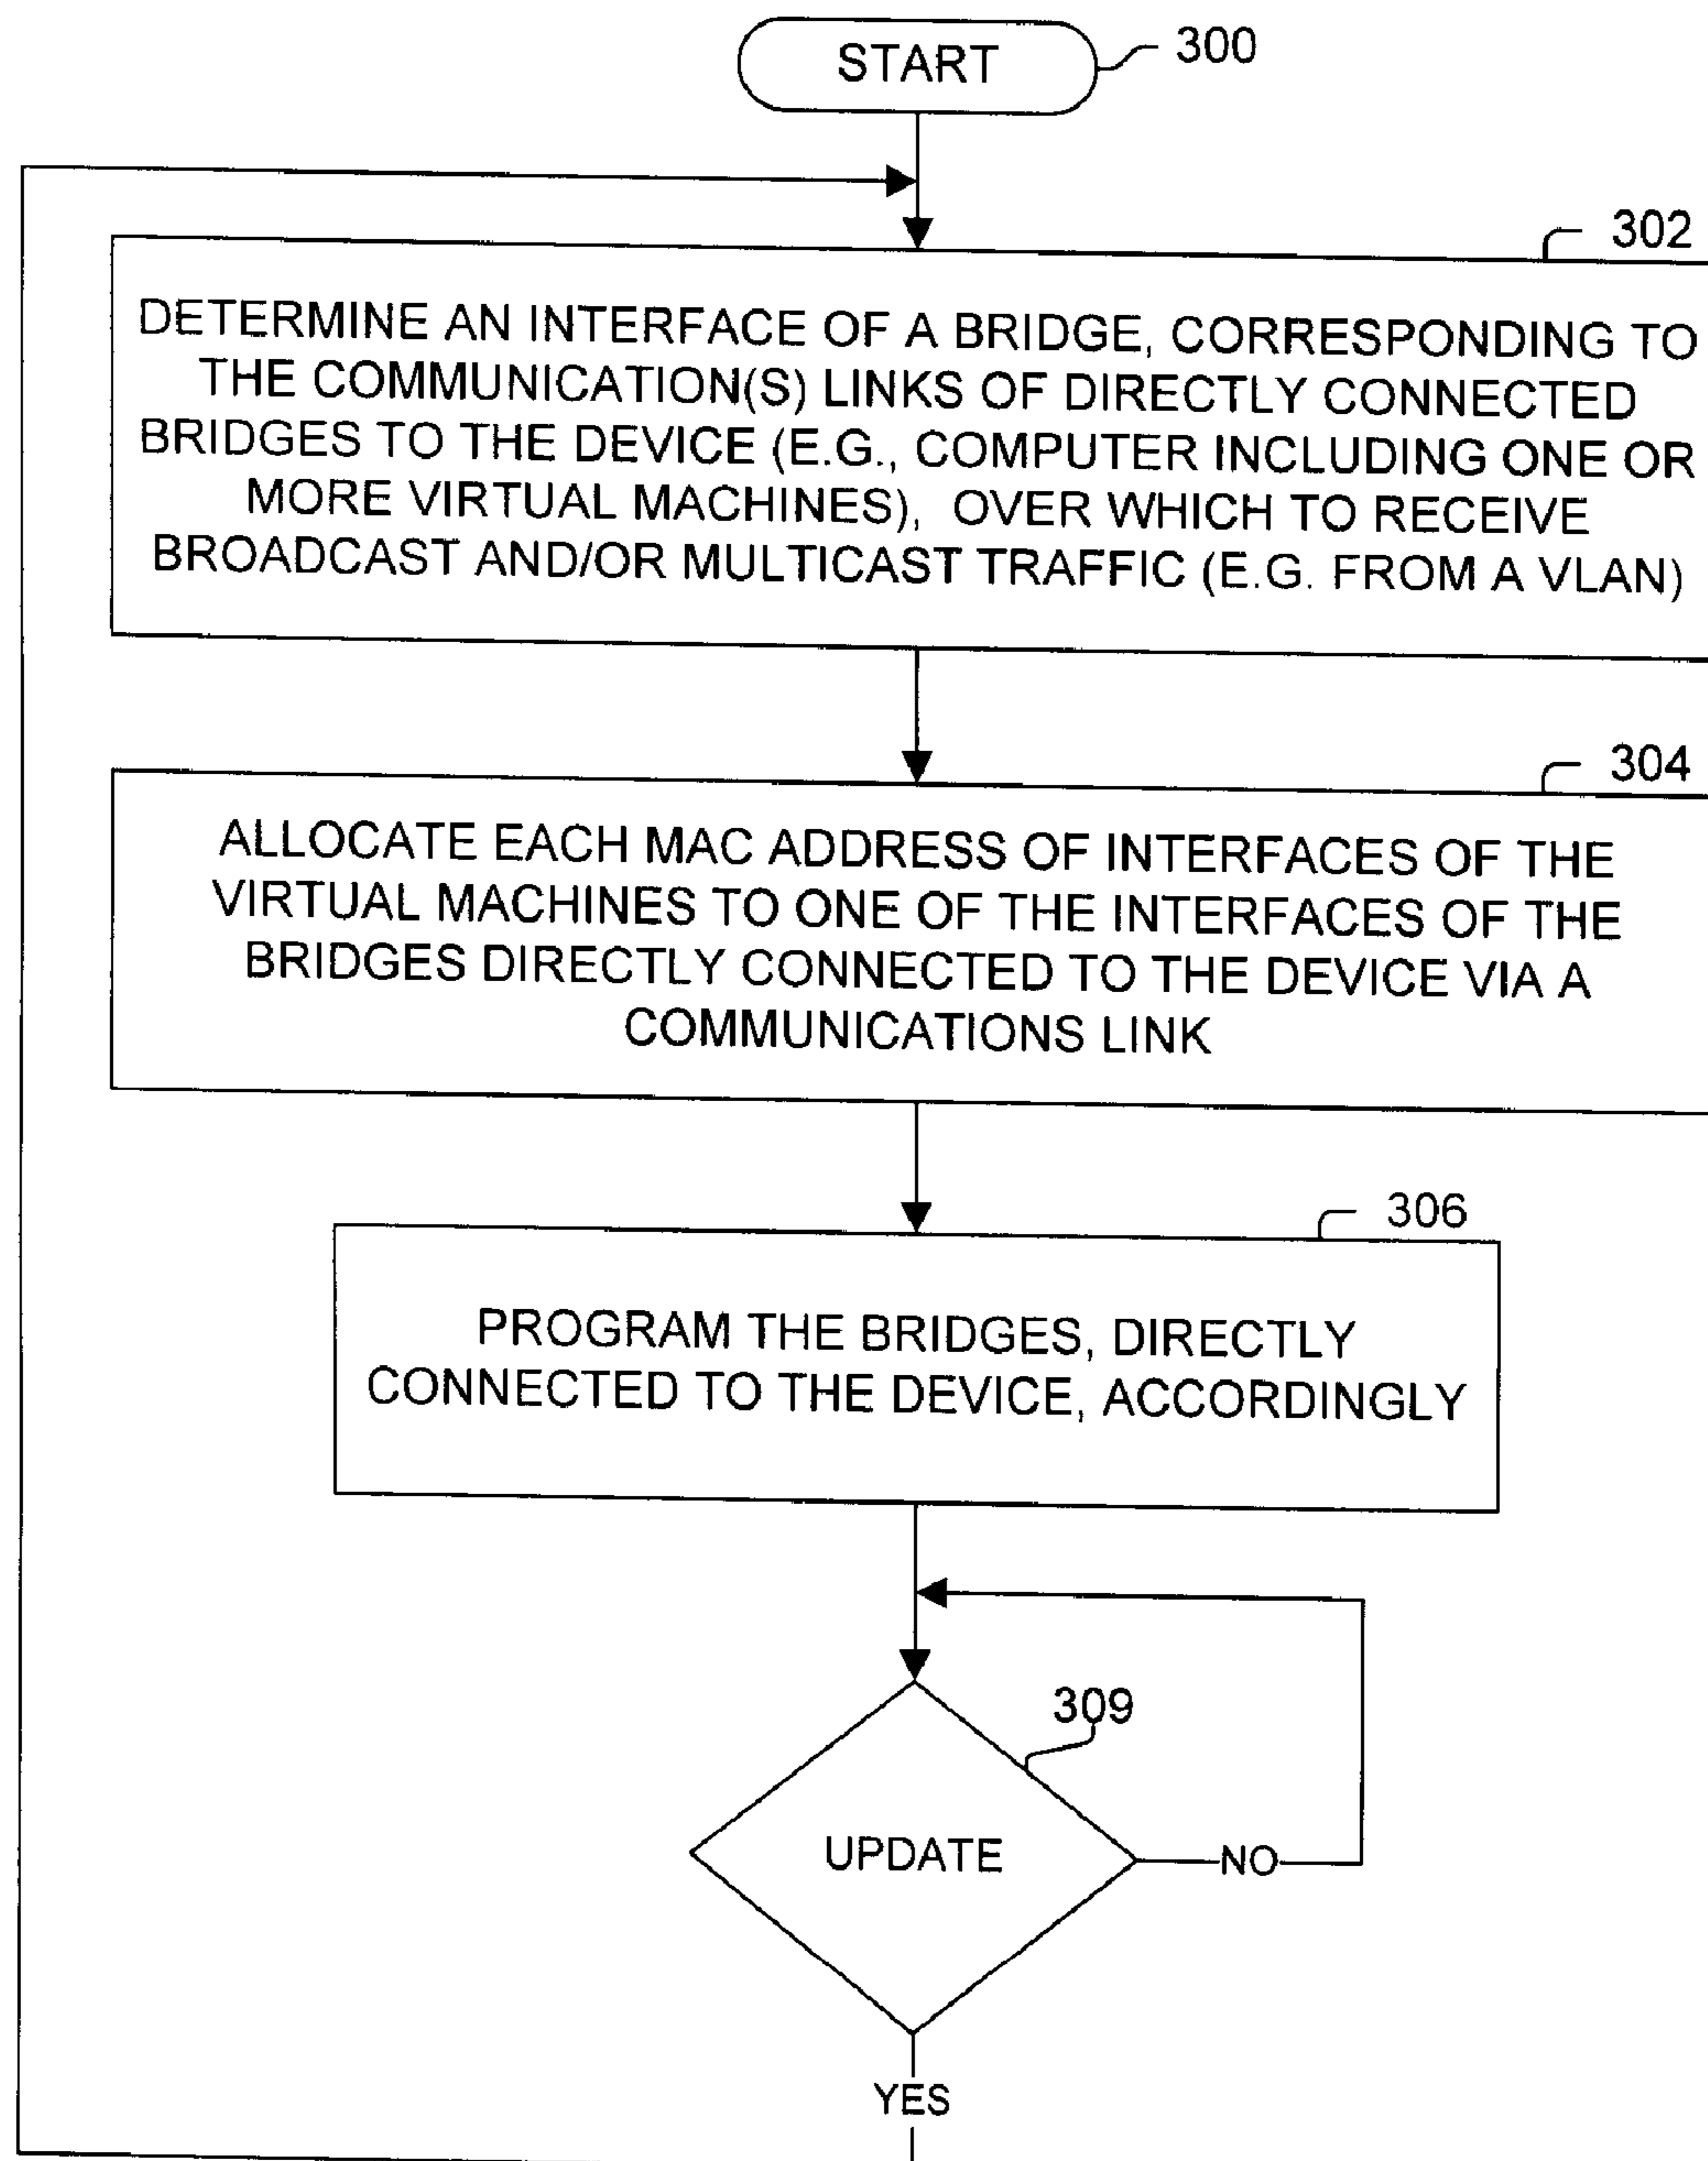 START
300
302
DETERMINE AN INTERFACE OF A BRIDGE, CORRESPONDING TO
THE COMMUNICATION(S) LINKS OF DIRECTLY CONNECTED
BRIDGES TO THE DEVICE (E.G., COMPUTER INCLUDING ONE OR
MORE VIRTUAL MACHINES), OVER WHICH TO RECEIVE
BROADCAST AND/OR MULTICAST TRAFFIC (E.G. FROM A VLAN)
304
ALLOCATE EACH MAC ADDRESS OF INTERFACES OF THE
VIRTUAL MACHINES TO ONE OF THE INTERFACES OF THE
BRIDGES DIRECTLY CONNECTED TO THE DEVICE VIA A
COMMUNICATIONS LINK
306
PROGRAM THE BRIDGES, DIRECTLY
CONNECTED TO THE DEVICE, ACCORDINGLY
309
UPDATE
NO
YES